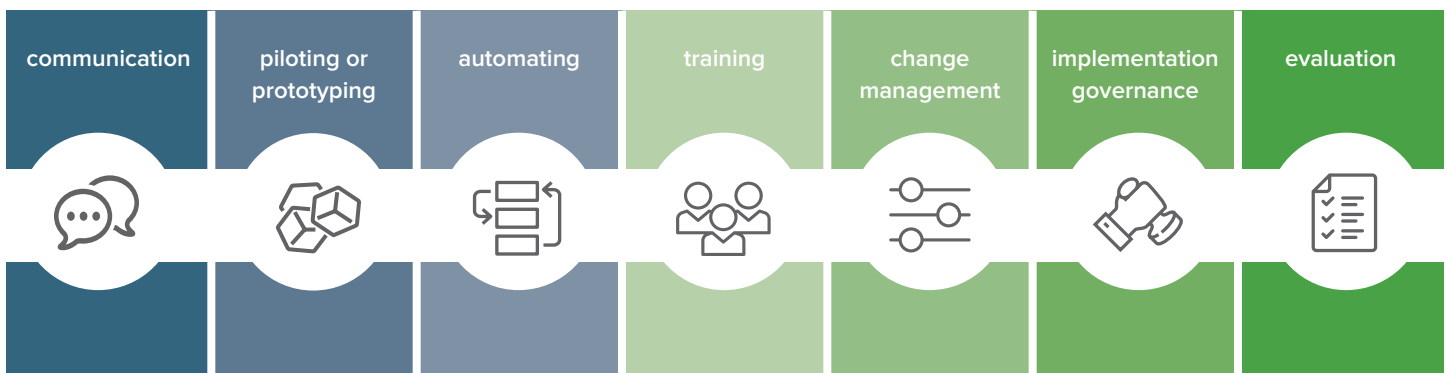 communication
piloting or
prototyping
automating
training
change
management
implementation
governance
evaluation